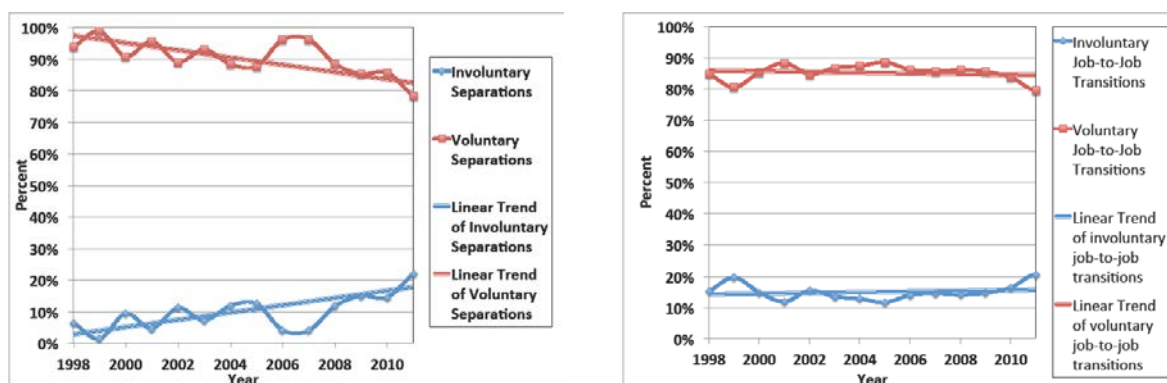 100%
90%
80%
70%
60%
50%
40%
30%
20%
10%
0%
Percent
1998
2000
2002
2004
2006
2008
2010
Year
Involuntary
Separations
Voluntary
Separations
Linear Trend
of Involuntary
Separations
Linear Trend
of Voluntary
Separations
100%
90%
80%
70%
60%
50%
40%
30%
20%
10%
0%
Percent
1998
2000
2002
2004
2006
2008
2010
Year
Involuntary
Job-to-Job
Transitions
Voluntary
Job-to-Job
Transitions
Linear Trend
of involuntary
job-to-job
transitions
Linear Trend
of voluntary
job-to-job
transitions